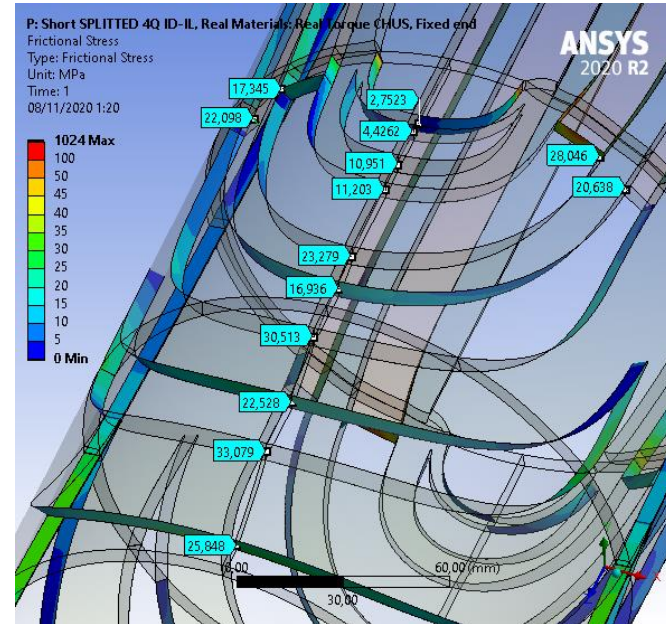 P: Short SPLITTED 4Q ID-IL, Real Materials: Real Torque CHUS, Fixed end
Frictional Stress
Type: Frictional Stress
Unit: MPa
Time: 1
08/11/2020 1:20
ANSYS
2020 R2
1024 Max
100
50
45
40
35
30
25
20
15
10
5
0 Min
17,345
22,098
2,7523
4,4262
10,951
11,203
28,046
20,638
23,279
16,936
30,513
22,528
33,079
25,848
0,00
60,00 (mm)
30,00